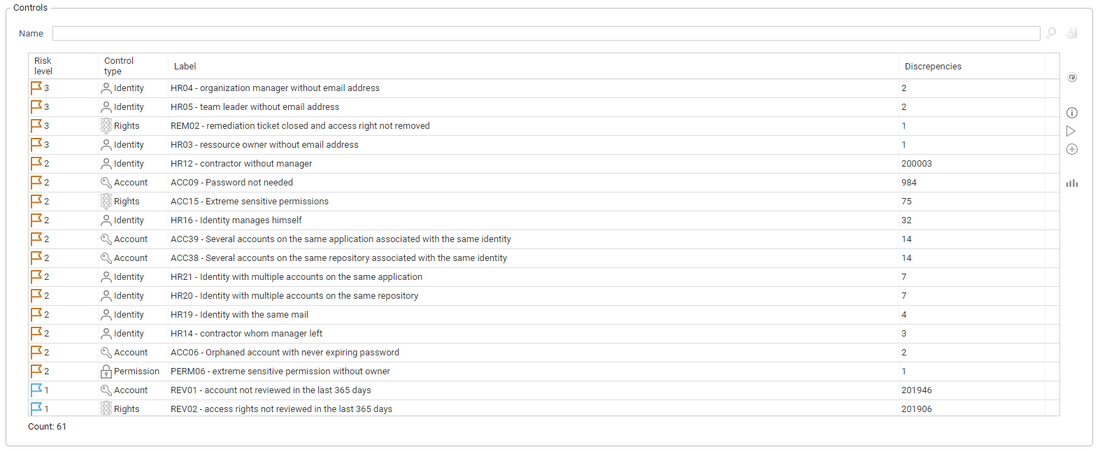 Controls
Name
Risk level Control type Label Discrepencies
3 Identity HR04 - organization manager without email address 2
3 Identity HR05 - team leader without email address 2
3 Rights REM02 - remediation ticket closed and access right not removed 1
3 Identity HR03 - ressource owner without email address 1
2 Identity HR12 - contractor without manager 200003
2 Account ACC09 - Password not needed 984
2 Rights ACC15 - Extreme sensitive permissions 75
2 Identity HR16 - Identity manages himself 32
2 Account ACC39 - Several accounts on the same application associated with the same identity 14
2 Account ACC38 - Several accounts on the same repository associated with the same identity 14
2 Identity HR21 - Identity with multiple accounts on the same application 7
2 Identity HR20 - Identity with multiple accounts on the same repository 7
2 Identity HR19 - Identity with the same mail 4
2 Identity HR14 - contractor whom manager left 3
2 Account ACC06 - Orphaned account with never expiring password 2
2 Permission PERM06 - extreme sensitive permission without owner 1
1 Account REV01 - account not reviewed in the last 365 days 201946
1 Rights REV02 - access rights not reviewed in the last 365 days 201906
Count: 61